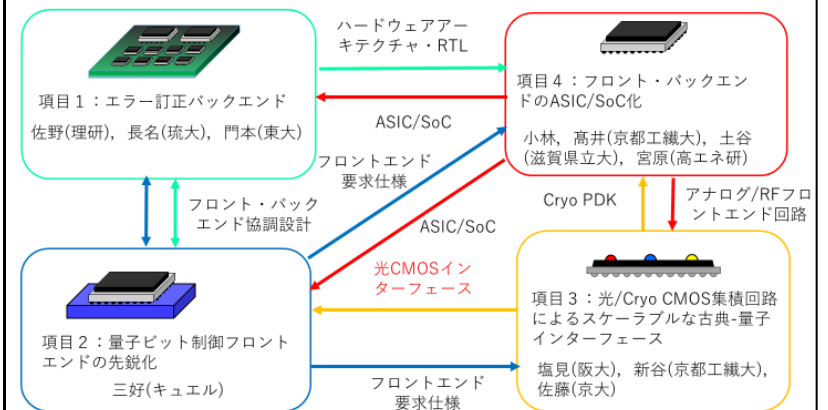 項目１：エラー訂正バックエンド
佐野(理研)，長名(琉大)，門本(東大)
ハードウェアアー
キテクチャ・RTL
ASIC/SoC
項目４：フロント・バックエン
ドのASIC/SoC化
小林，髙井(京都工繊大)，土谷
(滋賀県立大)，宮原(高エネ研)
フロントエンド
要求仕様
フロント・バック
エンド協調設計
ASIC/SoC
Cryo PDK
アナログ/RFフロ
ントエンド回路
光CMOSイン
ターフェース
項目２：量子ビット制御フロント
エンドの先鋭化
三好(キュエル)
項目３：光/Cryo CMOS集積回路
によるスケーラブルな古典-量子
インターフェース
塩見(阪大)，新谷(京都工繊大)，
佐藤(京大)
フロントエンド
要求仕様